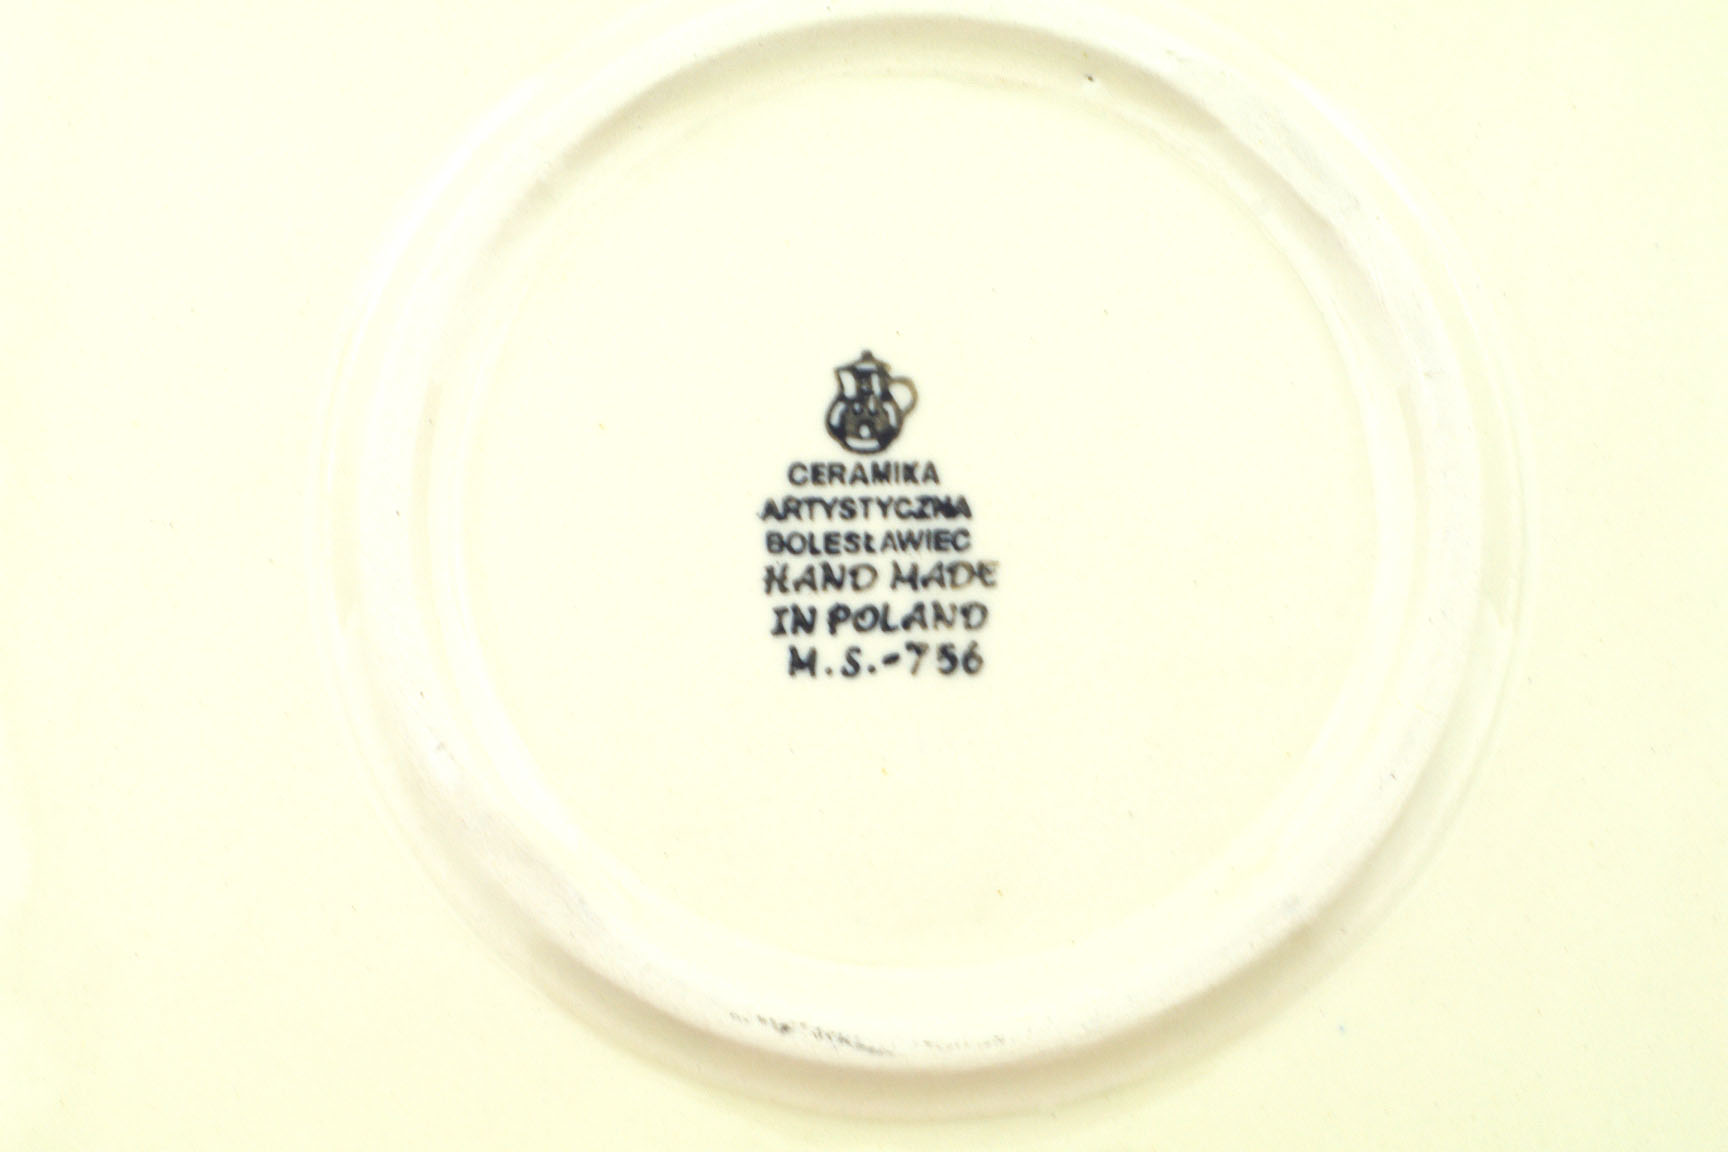 CERAMIKA
ARTYSTYCZNA
BOLESŁAWIEC
HAND MADE
IN POLAND
M.S.-756